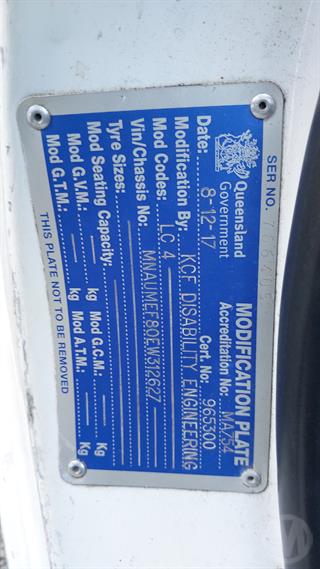 SER NO.
Queensland
Government
MODIFICATION PLATE
Accreditation No: MA754
Date: 8-12-17 Cert. No: 965300
Modification By: KCF DISABILITY ENGINEERING
Mod Codes: LC 4
Vin/Chassis No: MNAUMEF80EW312627
Tyre Sizes:
Mod Seating Capacity:
Mod G.V.M. kg Mod G.C.M. Kg
Mod G.T.M. kg Mod A.T.M. Kg
THIS PLATE NOT TO BE REMOVED